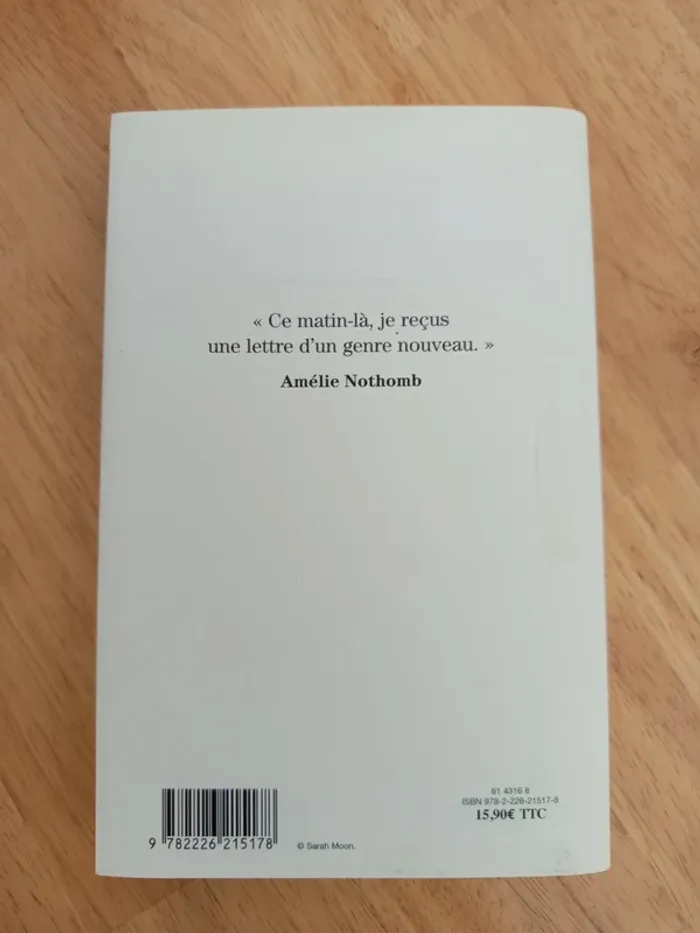 « Ce matin-là, je reçus
une lettre d'un genre nouveau. »
Amélie Nothomb
61 4316 8
ISBN 978-2-226-21517-8
15,90€ TTC
9 782226 215178
© Sarah Moon.